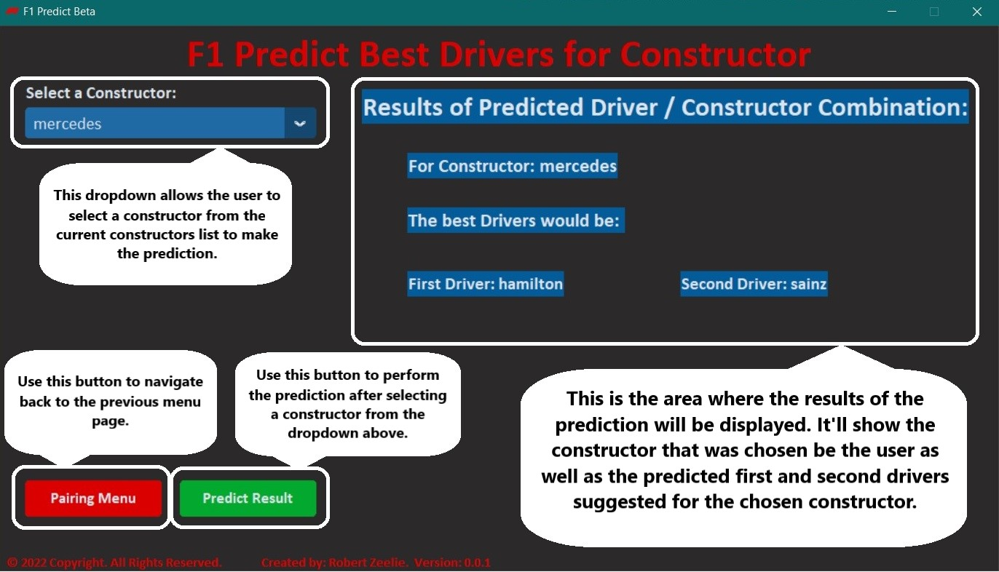 F1 Predict Beta
F1 Predict Best Drivers for Constructor
Select a Constructor:
mercedes
This dropdown allows the user to
select a constructor from the
current constructors list to make
the prediction.
Results of Predicted Driver / Constructor Combination:
For Constructor: mercedes
The best Drivers would be:
First Driver: hamilton
Second Driver: sainz
Use this button to navigate
back to the previous menu
page.
Use this button to perform
the prediction after selecting
a constructor from the
dropdown above.
This is the area where the results of the
prediction will be displayed. It'll show the
constructor that was chosen be the user as
well as the predicted first and second drivers
suggested for the chosen constructor.
Pairing Menu
Predict Result
© 2022 Copyright. All Rights Reserved.
Created by: Robert Zeelie. Version: 0.0.1